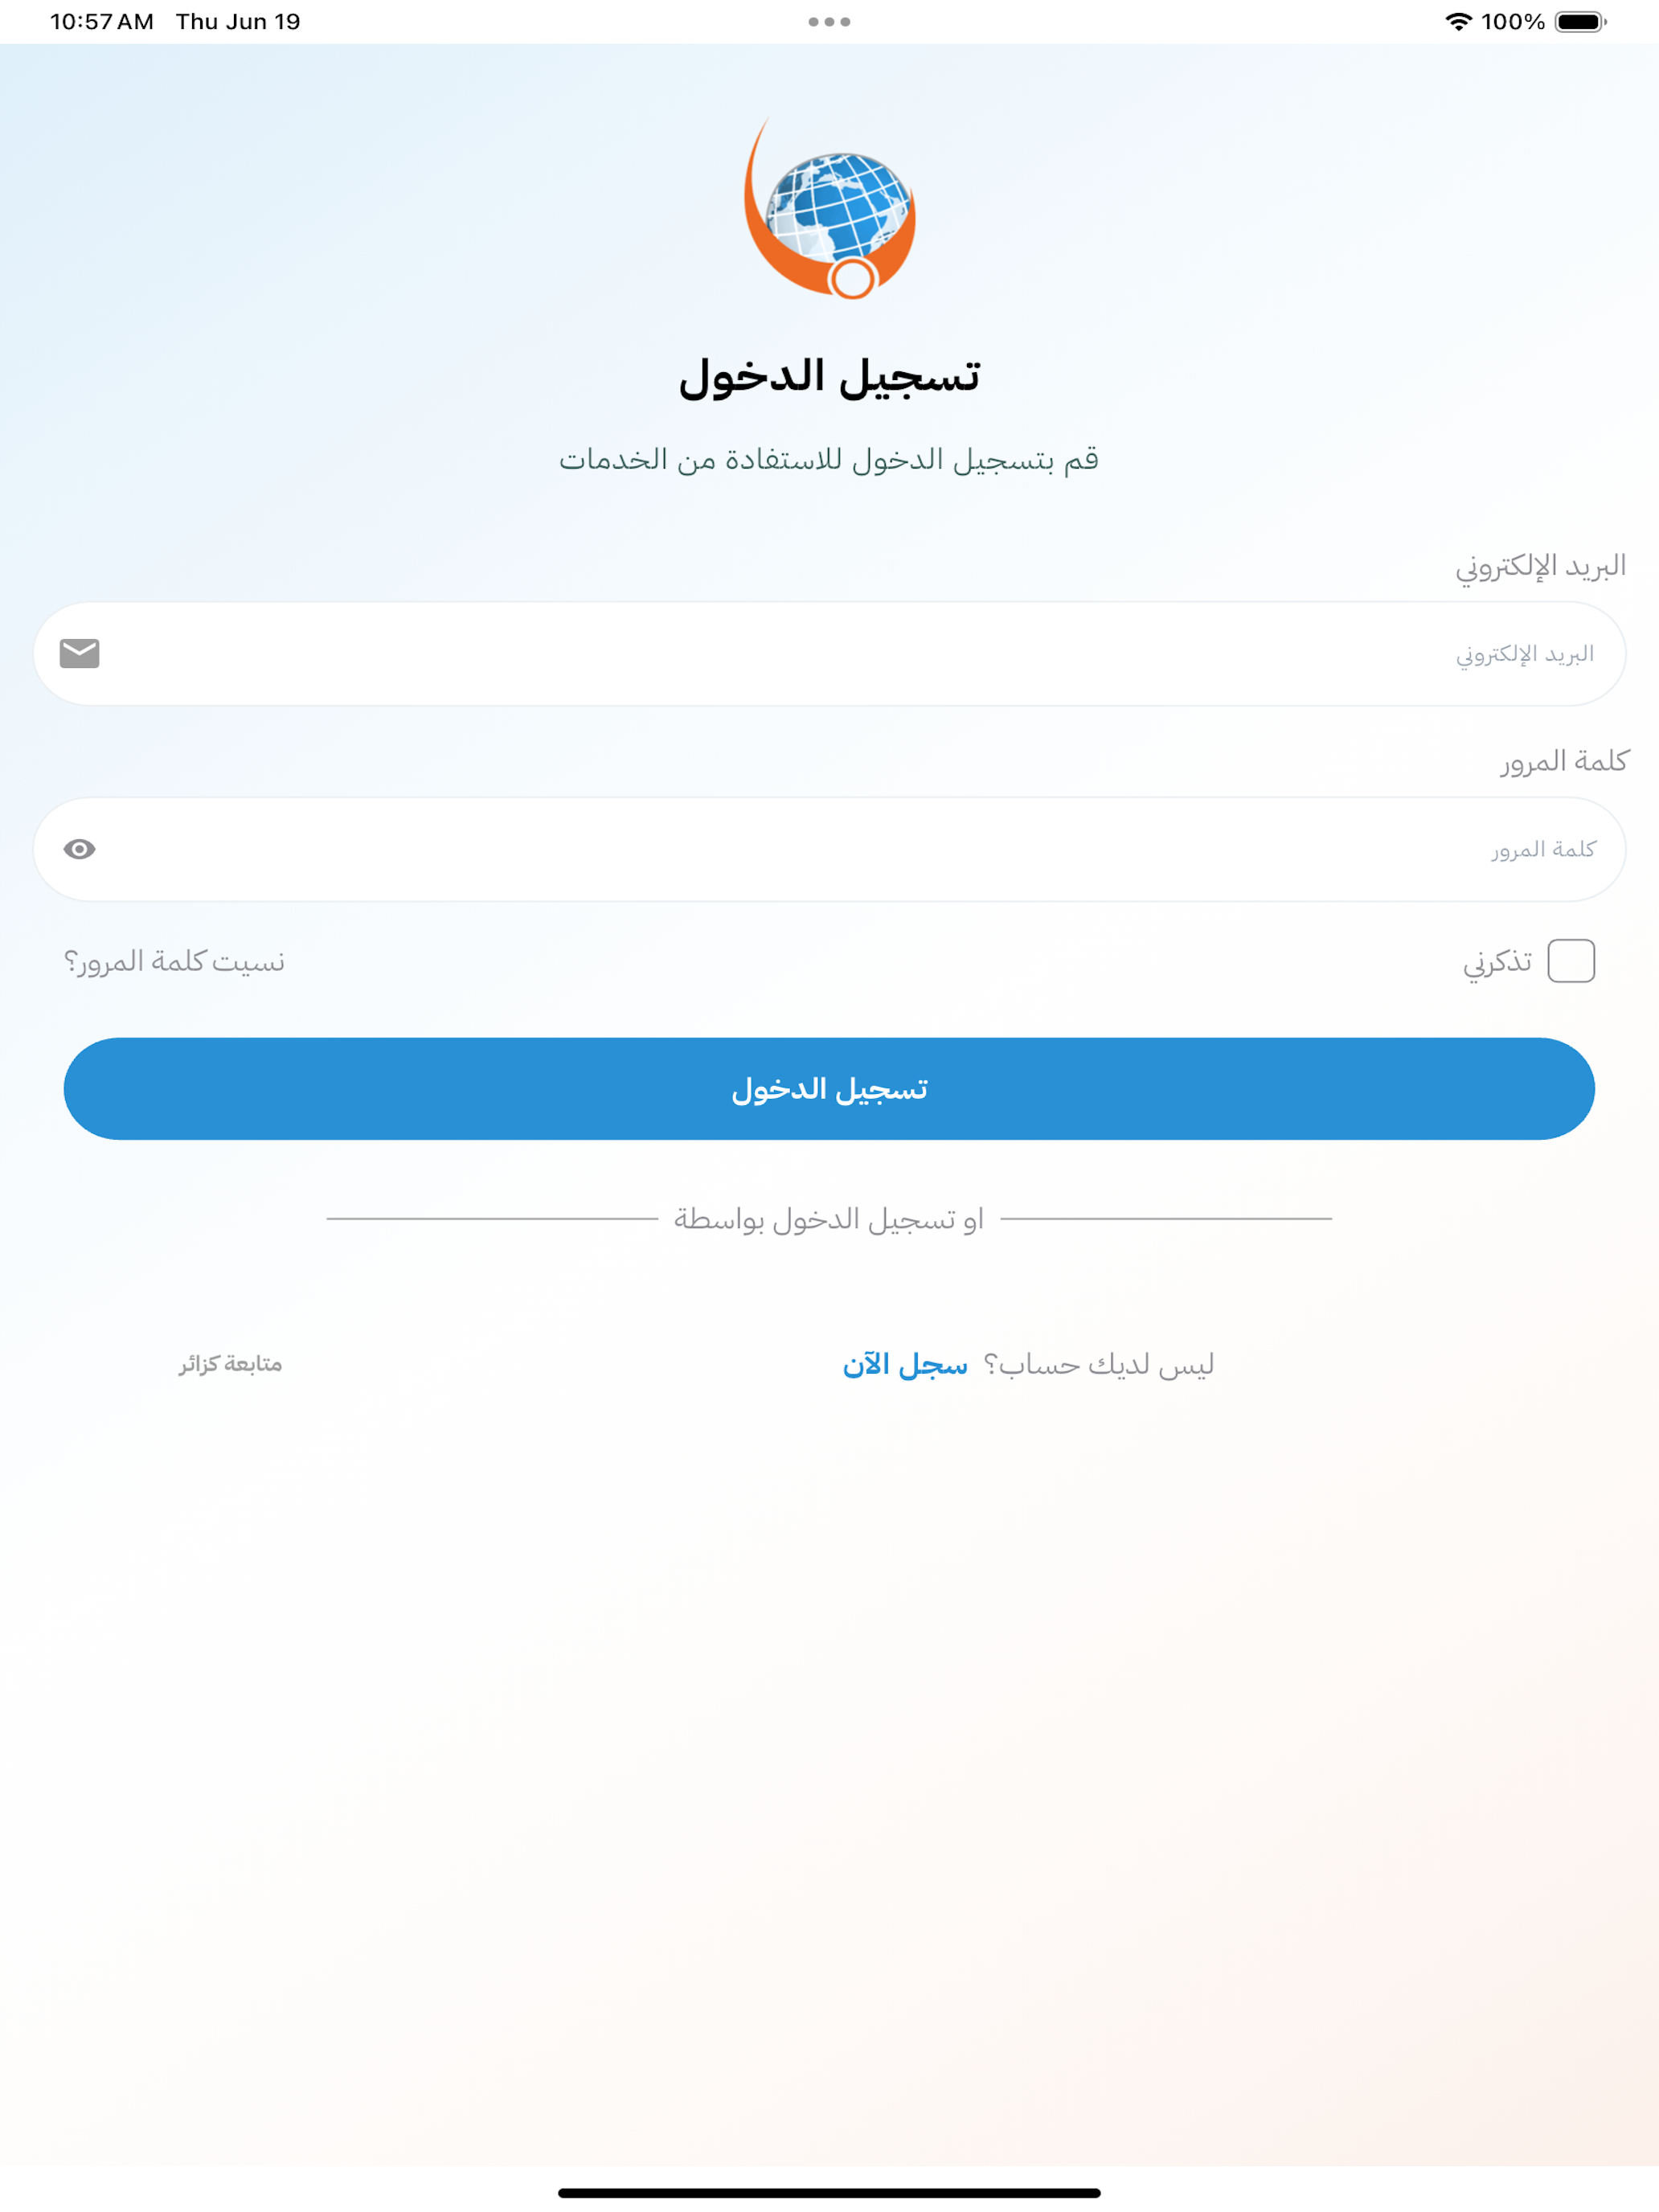 10:57 AM Thu Jun 19
100%
تسجيل الدخول
قم بتسجيل الدخول للاستفادة من الخدمات
البريد الإلكتروني
البريد الإلكتروني
كلمة المرور
كلمة المرور
تذكرني
نسيت كلمة المرور؟
تسجيل الدخول
او تسجيل الدخول بواسطة
ليس لديك حساب؟ سجل الآن
متابعة كزائر